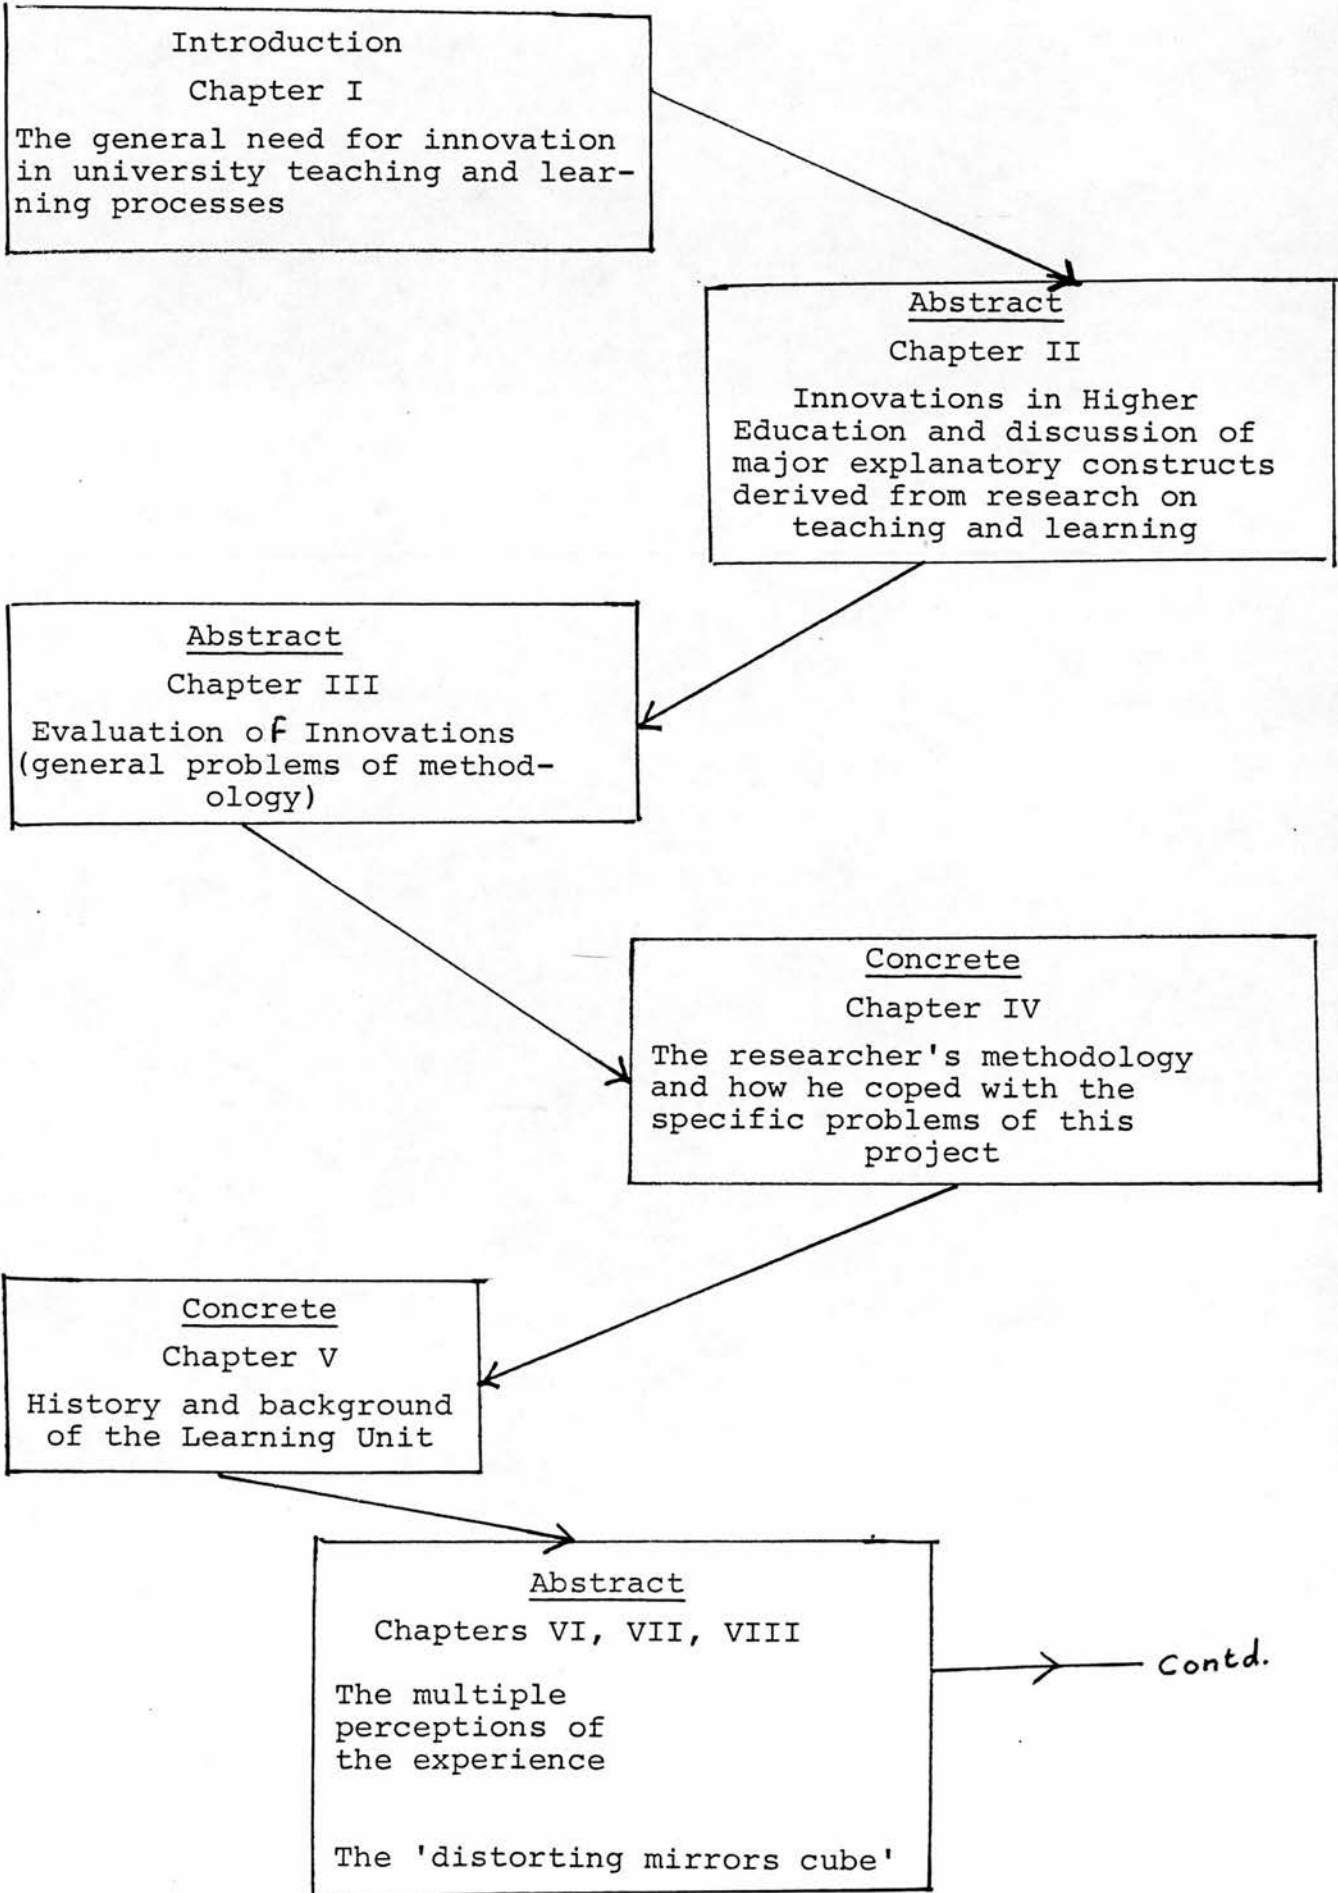 Introduction
Chapter I
The general need for innovation
in university teaching and lear-
ning processes
Abstract
Chapter II
Innovations in Higher
Education and discussion of
major explanatory constructs
derived from research on
teaching and learning
Abstract
Chapter III
Evaluation of Innovations
(general problems of method-
ology)
Concrete
Chapter IV
The researcher's methodology
and how he coped with the
specific problems of this
project
Concrete
Chapter V
History and background
of the Learning Unit
Abstract
Chapters VI, VII, VIII
The multiple
perceptions of
the experience
The 'distorting mirrors cube'
Contd.